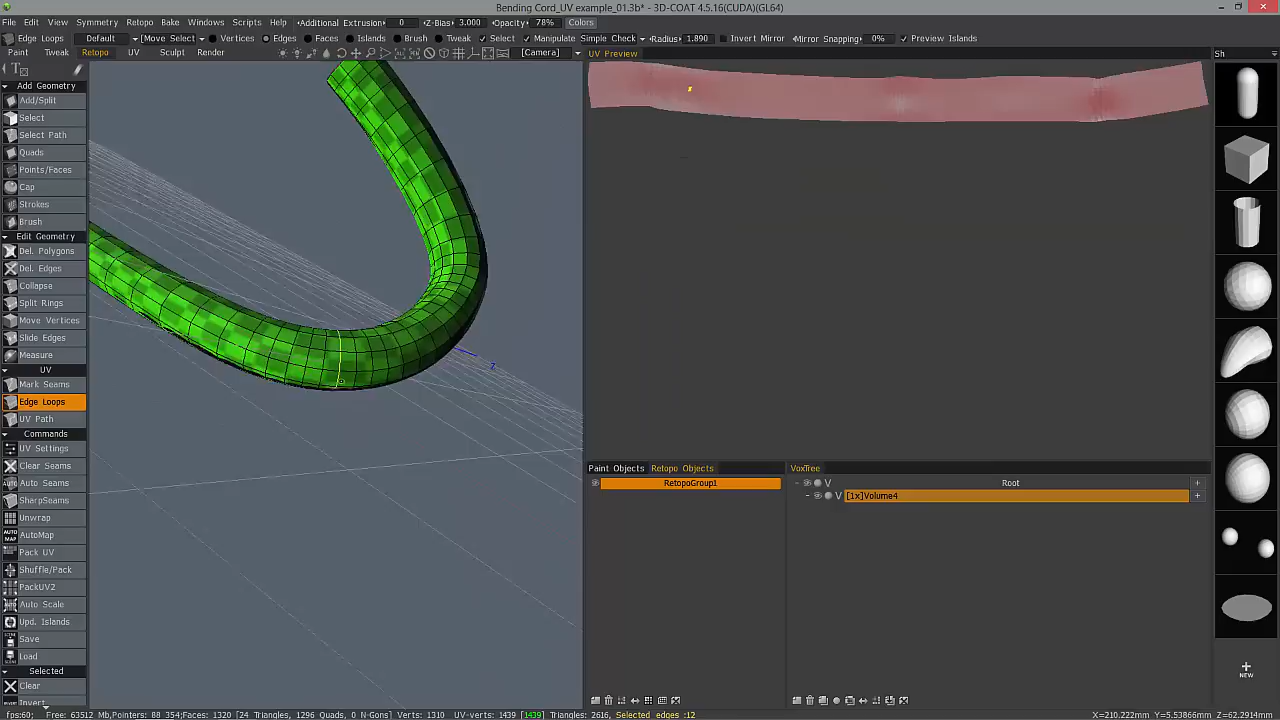 Bending Cord_UV example_01.3b* - 3D-COAT 4.5.16(CUDA)(GL64)
File Edit View Symmetry Retopo Bake Windows Scripts Help Additional Extrusion 0 Z-Bias 3.000 Opacity 78% Colors
Edge Loops Default [Move Select] Vertices Edges Faces Islands Brush Tweak Select Manipulate Simple Check Radius 1.890 Invert Mirror Mirror Snapping 0% Preview Islands
Paint Tweak Retopo UV Sculpt Render [Camera]
UV Preview
Sh
Add Geometry
Add/Split
Select
Select Path
Quads
Points/Faces
Cap
Strokes
Brush
Edit Geometry
Del. Polygons
Del. Edges
Collapse
Split Rings
Move Vertices
Slide Edges
Measure
UV
Mark Seams
Edge Loops
UV Path
Commands
UV Settings
Clear Seams
Auto Seams
SharpSeams
Unwrap
AUTO MAP AutoMap
Pack UV
Shuffle/Pack
PackUV2
Auto Scale
Upd. Islands
Save
Load
Selected
Clear
Invert
Z
Paint Objects Retopo Objects
RetopoGroup1
VoxTree
V Root +
V [1x]Volume4 +
NEW
fps:60; Free: 63512 Mb,Pointers: 88 354;Faces: 1320 [24 Triangles, 1296 Quads, 0 N-Gons] Verts: 1310 UV-verts: 1439 [1439] Triangles: 2616, Selected edges :12
X=210.222mm Y=5.53866mm Z=-62.2914mm